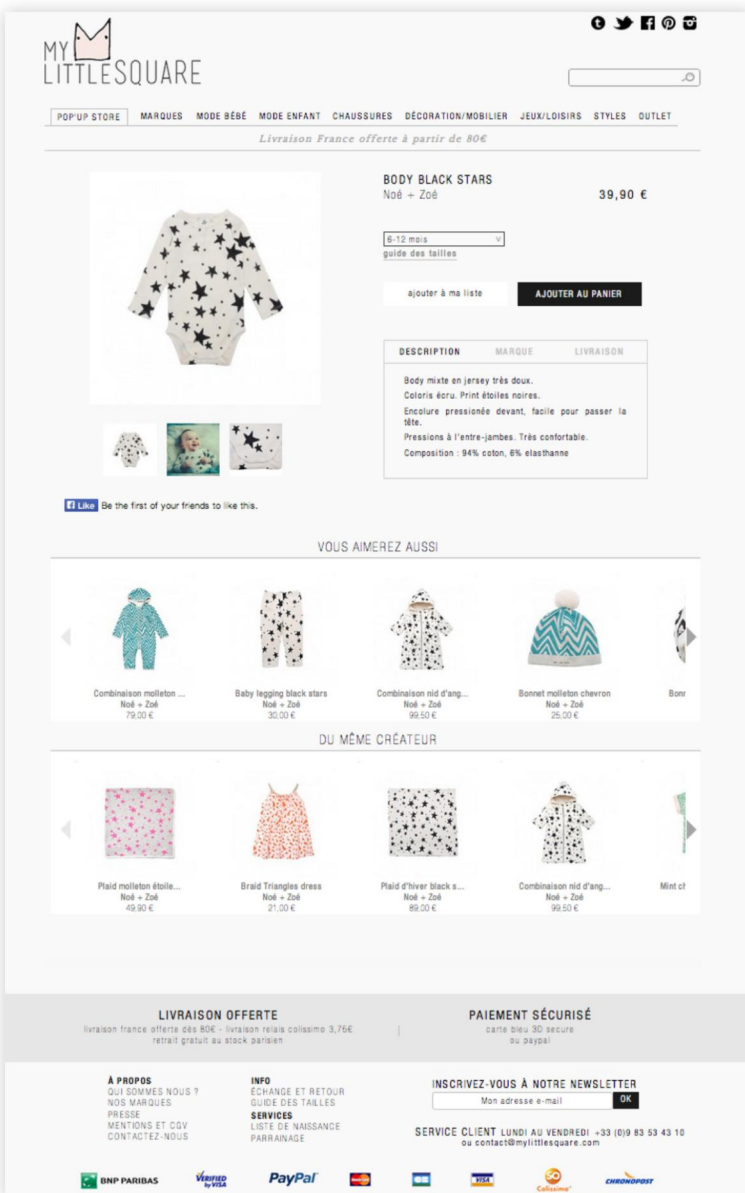 MY
LITTLESQUARE
POP'UP STORE MARQUES MODE BÉBÉ MODE ENFANT CHAUSSURES DÉCORATION/MOBILIER JEUX/LOISIRS STYLES OUTLET
Livraison France offerte à partir de 80€
BODY BLACK STARS
Noé + Zoé 39,90 €
6-12 mois
guide des tailles
ajouter à ma liste AJOUTER AU PANIER
DESCRIPTION MARQUE LIVRAISON
Body mixte en jersey très doux.
Coloris écru. Print étoiles noires.
Encolure pressionée devant, facile pour passer la
tête.
Pressions à l'entre-jambes. Très confortable.
Composition : 94% coton, 6% elasthanne
Like Be the first of your friends to like this.
VOUS AIMEREZ AUSSI
Combinaison molleton ... Baby legging black stars Combinaison nid d'ang... Bonnet molleton chevron Bonr
Noé + Zoé Noé + Zoé Noé + Zoé Noé + Zoé
79,00 € 30,00 € 99,50 € 25,00 €
DU MÊME CRÉATEUR
Plaid molleton étoile... Braid Triangles dress Plaid d'hiver black s... Combinaison nid d'ang... Mint ch
Noé + Zoé Noé + Zoé Noé + Zoé Noé + Zoé
49,90 € 21,00 € 89,00 € 99,50 €
LIVRAISON OFFERTE
livraison france offerte dès 80€ - livraison relais colissimo 3,75€
retrait gratuit au stock parisien
PAIEMENT SÉCURISÉ
carte bleu 3D secure
ou paypal
À PROPOS
QUI SOMMES NOUS ?
NOS MARQUES
PRESSE
MENTIONS ET CGV
CONTACTEZ-NOUS
INFO
ÉCHANGE ET RETOUR
GUIDE DES TAILLES
SERVICES
LISTE DE NAISSANCE
PARRAINAGE
INSCRIVEZ-VOUS À NOTRE NEWSLETTER
Mon adresse e-mail OK
SERVICE CLIENT LUNDI AU VENDREDI +33 (0)9 83 53 43 10
ou contact@mylittlesquare.com
BNP PARIBAS VERIFIED by VISA PayPal VISA SO Colissimo CHRONOPOST